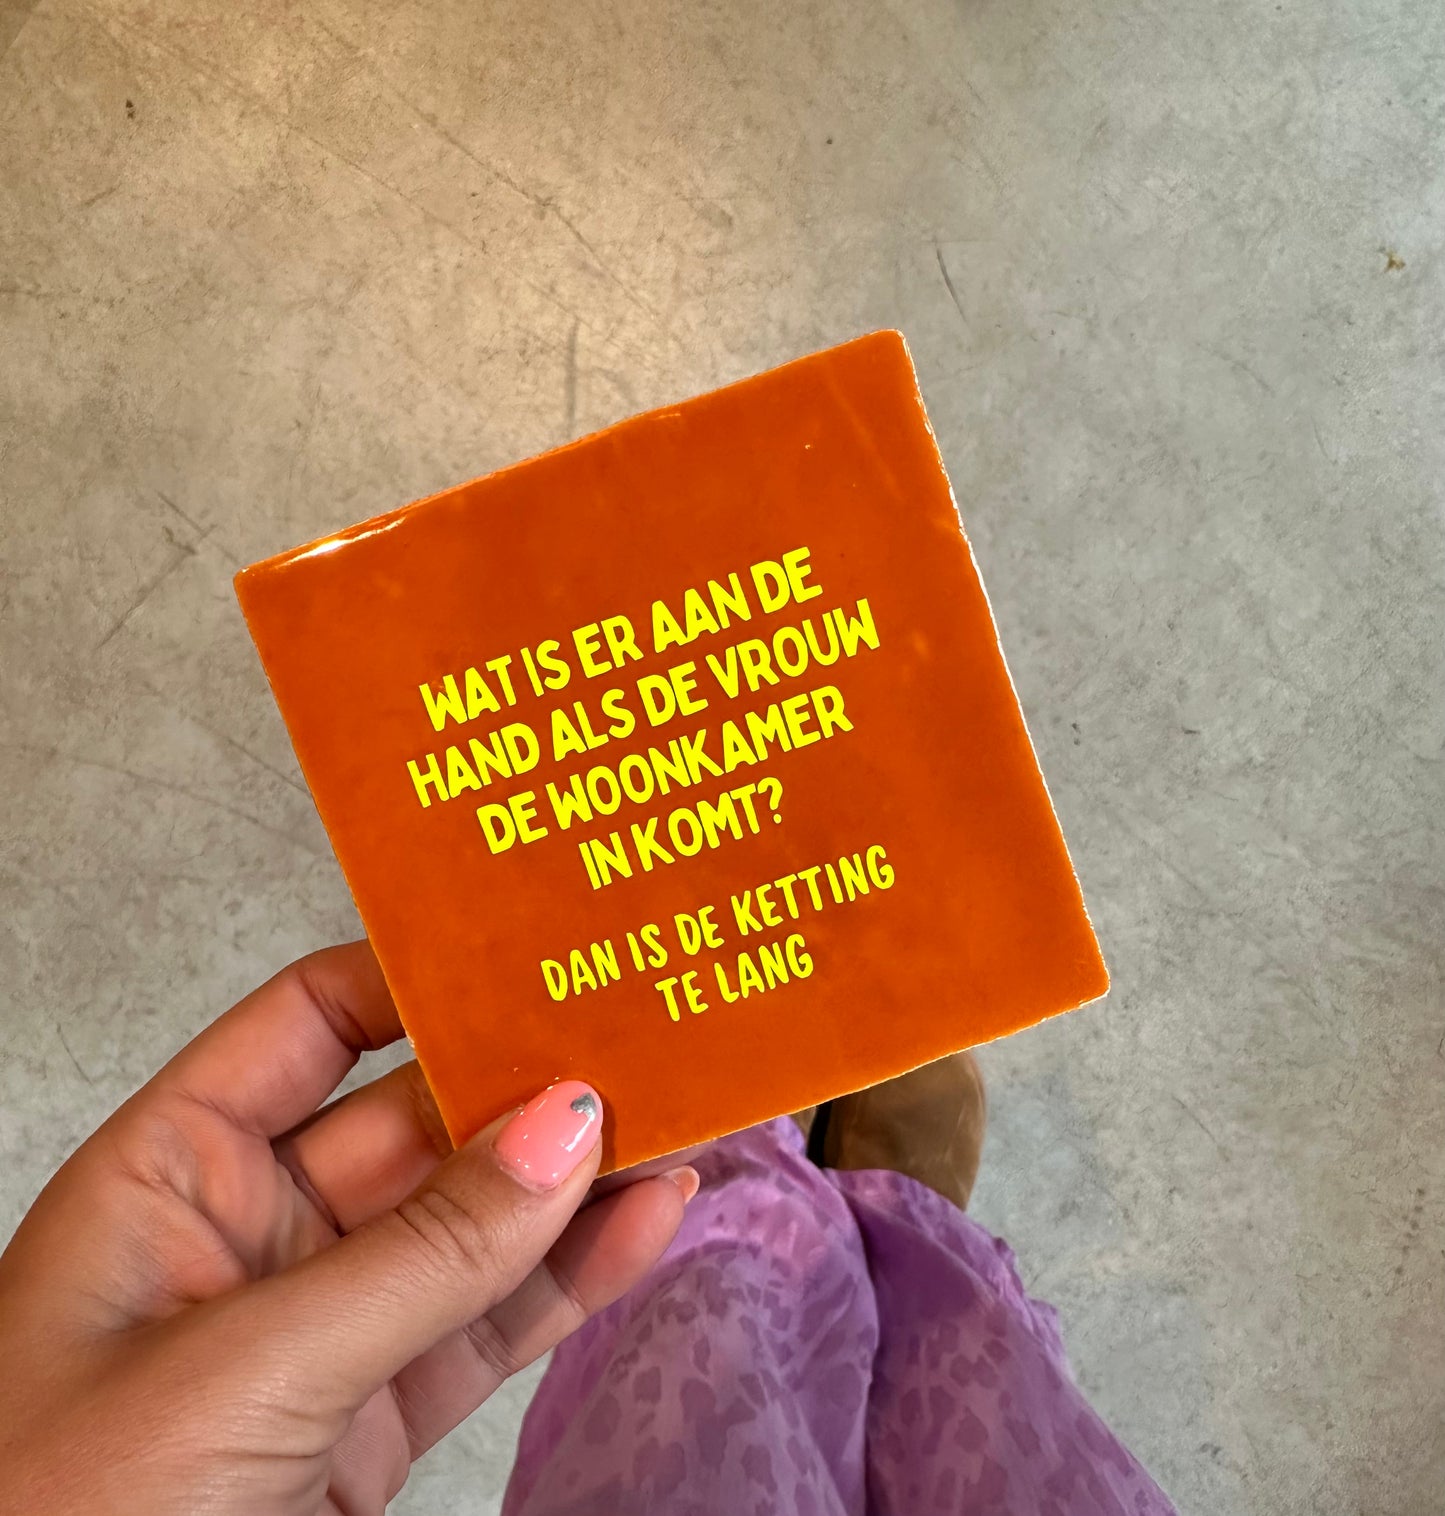 WAT IS ER AAN DE
HAND ALS DE VROUW
DE WOONKAMER
IN KOMT?
DAN IS DE KETTING
TE LANG